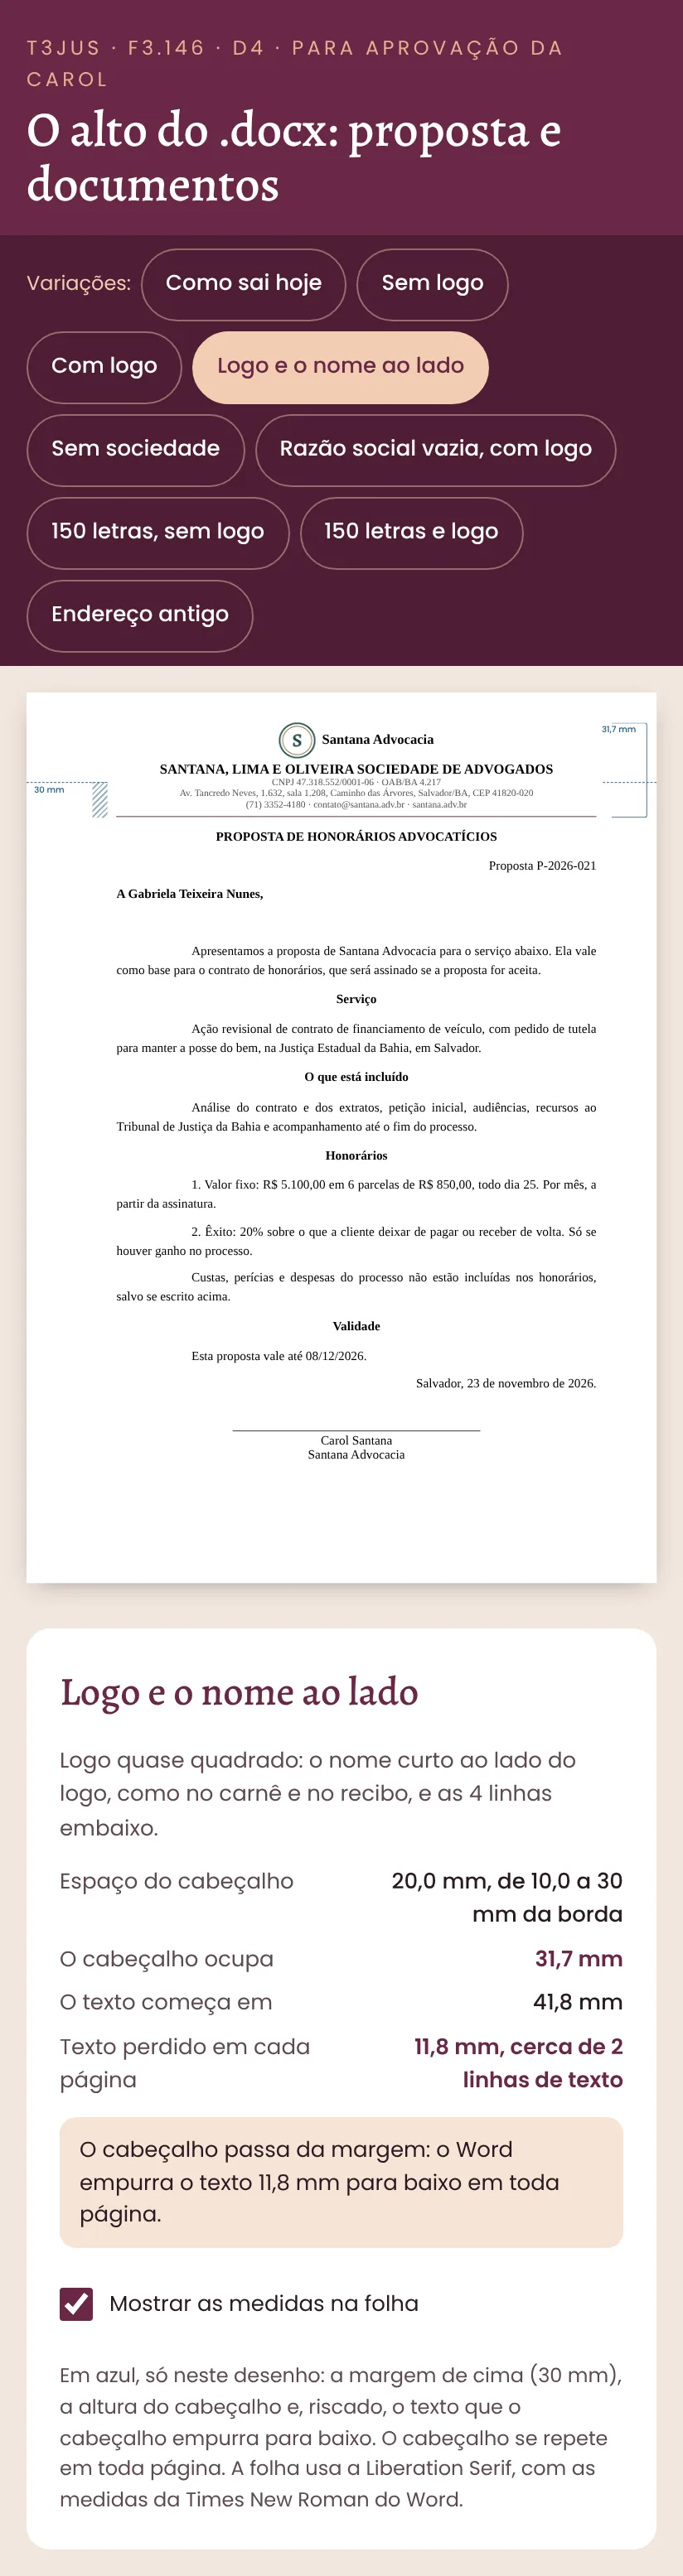 T3JUS · F3.146 · D4 · PARA APROVAÇÃO DA
CAROL
O alto do .docx: proposta e
documentos
Variações:
Como sai hoje
Sem logo
Com logo
Logo e o nome ao lado
Sem sociedade
Razão social vazia, com logo
150 letras, sem logo
150 letras e logo
Endereço antigo
S
Santana Advocacia
31,7 mm
SANTANA, LIMA E OLIVEIRA SOCIEDADE DE ADVOGADOS
CNPJ 47.318.552/0001-06 · OAB/BA 4.217
30 mm
Av. Tancredo Neves, 1.632, sala 1.208, Caminho das Árvores, Salvador/BA, CEP 41820-020
(71) 3352-4180 · contato@santana.adv.br · santana.adv.br
PROPOSTA DE HONORÁRIOS ADVOCATÍCIOS
Proposta P-2026-021
A Gabriela Teixeira Nunes,
Apresentamos a proposta de Santana Advocacia para o serviço abaixo. Ela vale
como base para o contrato de honorários, que será assinado se a proposta for aceita.
Serviço
Ação revisional de contrato de financiamento de veículo, com pedido de tutela
para manter a posse do bem, na Justiça Estadual da Bahia, em Salvador.
O que está incluído
Análise do contrato e dos extratos, petição inicial, audiências, recursos ao
Tribunal de Justiça da Bahia e acompanhamento até o fim do processo.
Honorários
1. Valor fixo: R$ 5.100,00 em 6 parcelas de R$ 850,00, todo dia 25. Por mês, a
partir da assinatura.
2. Êxito: 20% sobre o que a cliente deixar de pagar ou receber de volta. Só se
houver ganho no processo.
Custas, perícias e despesas do processo não estão incluídas nos honorários,
salvo se escrito acima.
Validade
Esta proposta vale até 08/12/2026.
Salvador, 23 de novembro de 2026.
Carol Santana
Santana Advocacia
Logo e o nome ao lado
Logo quase quadrado: o nome curto ao lado do
logo, como no carnê e no recibo, e as 4 linhas
embaixo.
Espaço do cabeçalho
20,0 mm, de 10,0 a 30
mm da borda
O cabeçalho ocupa
31,7 mm
O texto começa em
41,8 mm
Texto perdido em cada
página
11,8 mm, cerca de 2
linhas de texto
O cabeçalho passa da margem: o Word
empurra o texto 11,8 mm para baixo em toda
página.
Mostrar as medidas na folha
Em azul, só neste desenho: a margem de cima (30 mm),
a altura do cabeçalho e, riscado, o texto que o
cabeçalho empurra para baixo. O cabeçalho se repete
em toda página. A folha usa a Liberation Serif, com as
medidas da Times New Roman do Word.